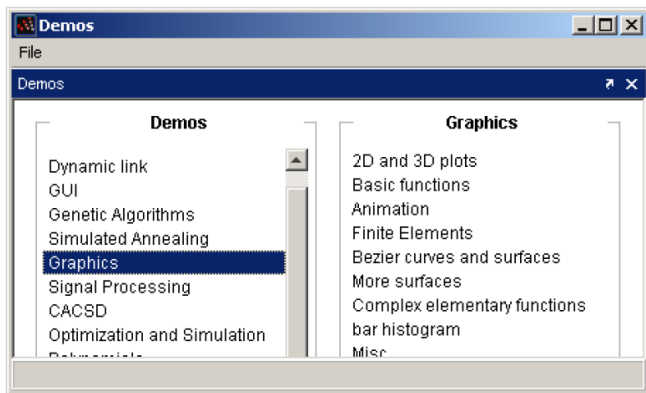 Demos
File
Demos
Demos
Dynamic link
GUI
Genetic Algorithms
Simulated Annealing
Graphics
Signal Processing
CACSD
Optimization and Simulation
Polynomials
Graphics
2D and 3D plots
Basic functions
Animation
Finite Elements
Bezier curves and surfaces
More surfaces
Complex elementary functions
bar histogram
Misc